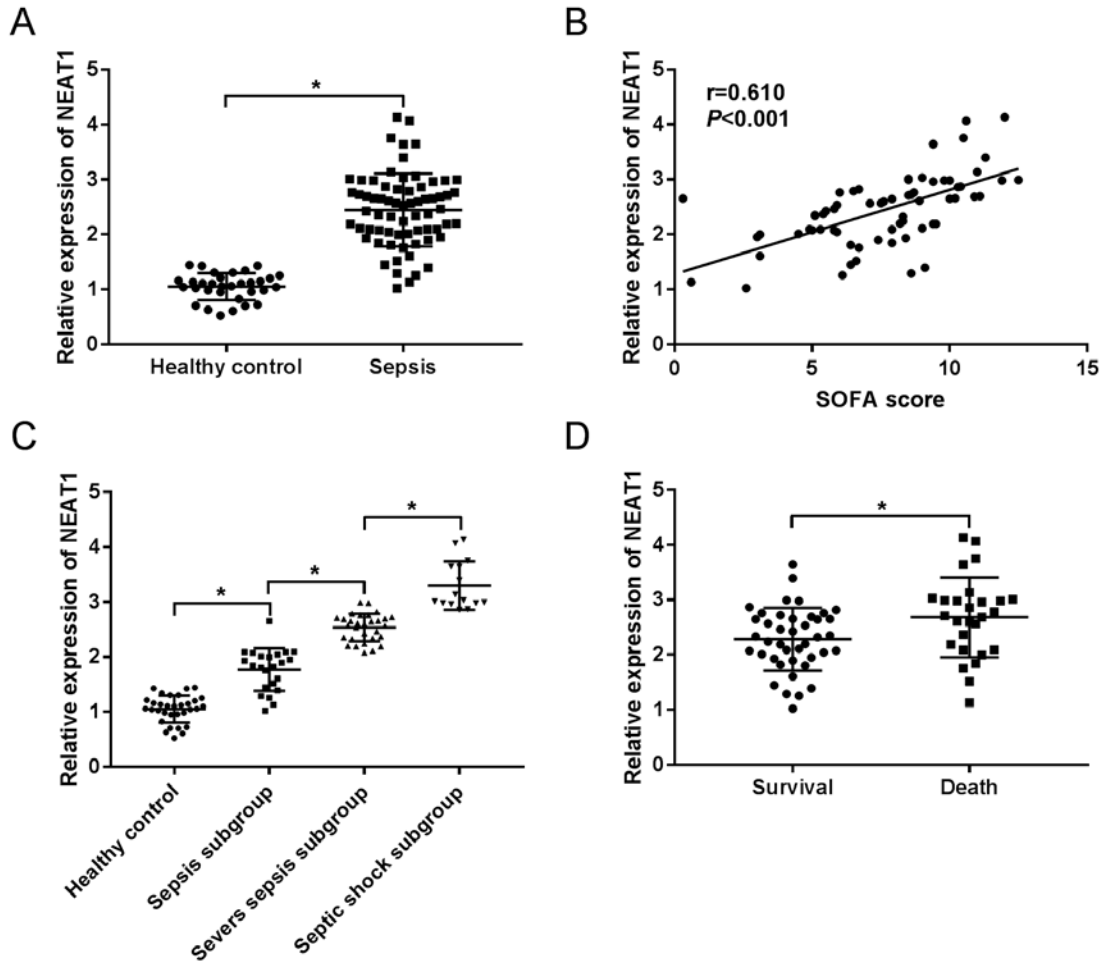 A
Relative expression of NEAT1
5
4
3
2
1
0
*
Healthy control
Sepsis
B
Relative expression of NEAT1
5
4
3
2
1
0
r=0.610
P<0.001
0
5
10
15
SOFA score
C
Relative expression of NEAT1
5
4
3
2
1
0
*
*
*
Healthy control
Sepsis subgroup
Severs sepsis subgroup
Septic shock subgroup
D
Relative expression of NEAT1
5
4
3
2
1
0
*
Survival
Death